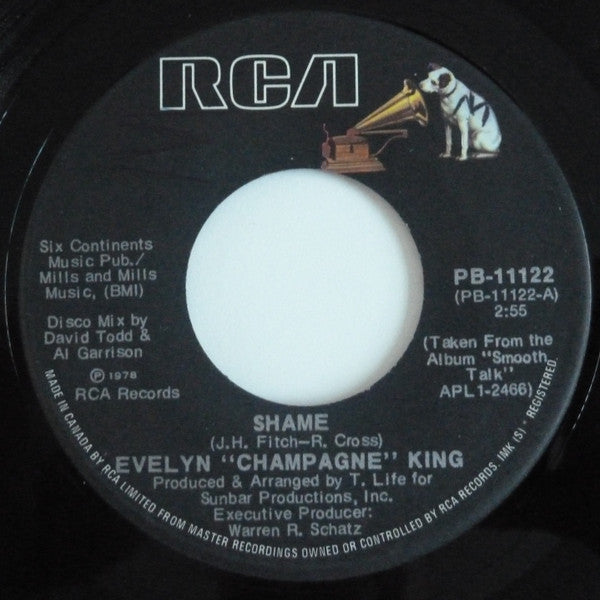 RCA
Six Continents
Music Pub./
Mills and Mills
Music, (BMI)
Disco Mix by
David Todd &
Al Garrison
℗ 1978
RCA Records
PB-11122
(PB-11122-A)
2:55
(Taken From the
Album "Smooth
Talk"
APL1-2466)
SHAME
(J.H. Fitch—R. Cross)
EVELYN "CHAMPAGNE" KING
Produced & Arranged by T. Life for
Sunbar Productions, Inc.
Executive Producer:
Warren R. Schatz
MADE IN CANADA BY RCA LIMITED FROM MASTER RECORDINGS OWNED OR CONTROLLED BY RCA RECORDS. IMK (S) • REGISTERED.